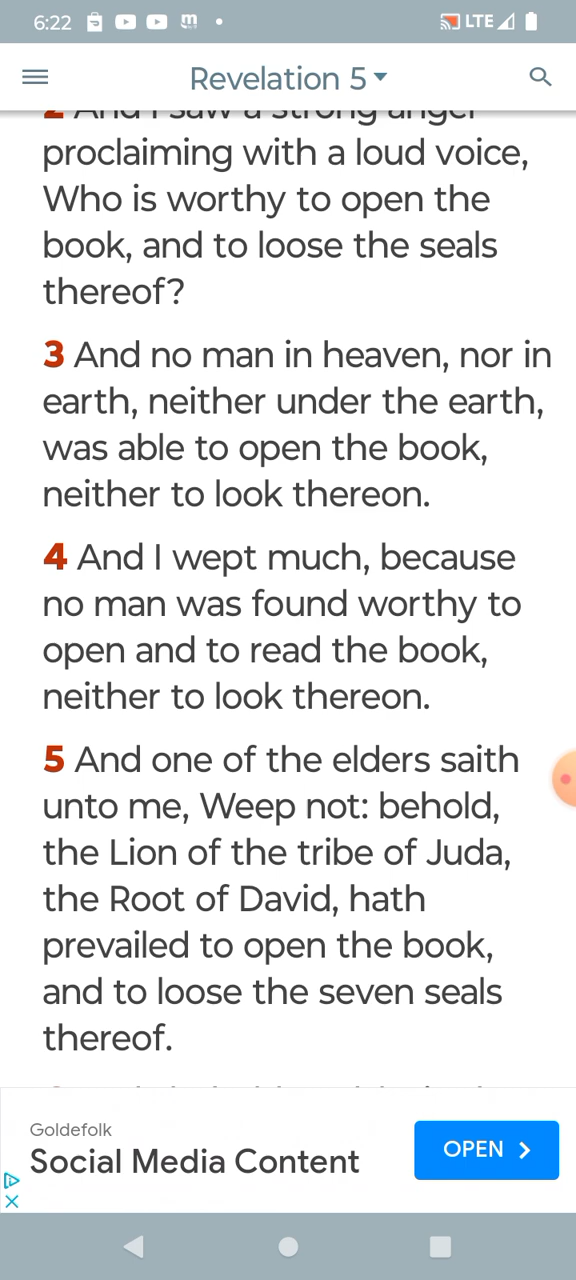 6:22
LTE
Revelation 5
2 And I saw a strong angel
proclaiming with a loud voice,
Who is worthy to open the
book, and to loose the seals
thereof?
3 And no man in heaven, nor in
earth, neither under the earth,
was able to open the book,
neither to look thereon.
4 And I wept much, because
no man was found worthy to
open and to read the book,
neither to look thereon.
5 And one of the elders saith
unto me, Weep not: behold,
the Lion of the tribe of Juda,
the Root of David, hath
prevailed to open the book,
and to loose the seven seals
thereof.
Goldefolk
Social Media Content
OPEN